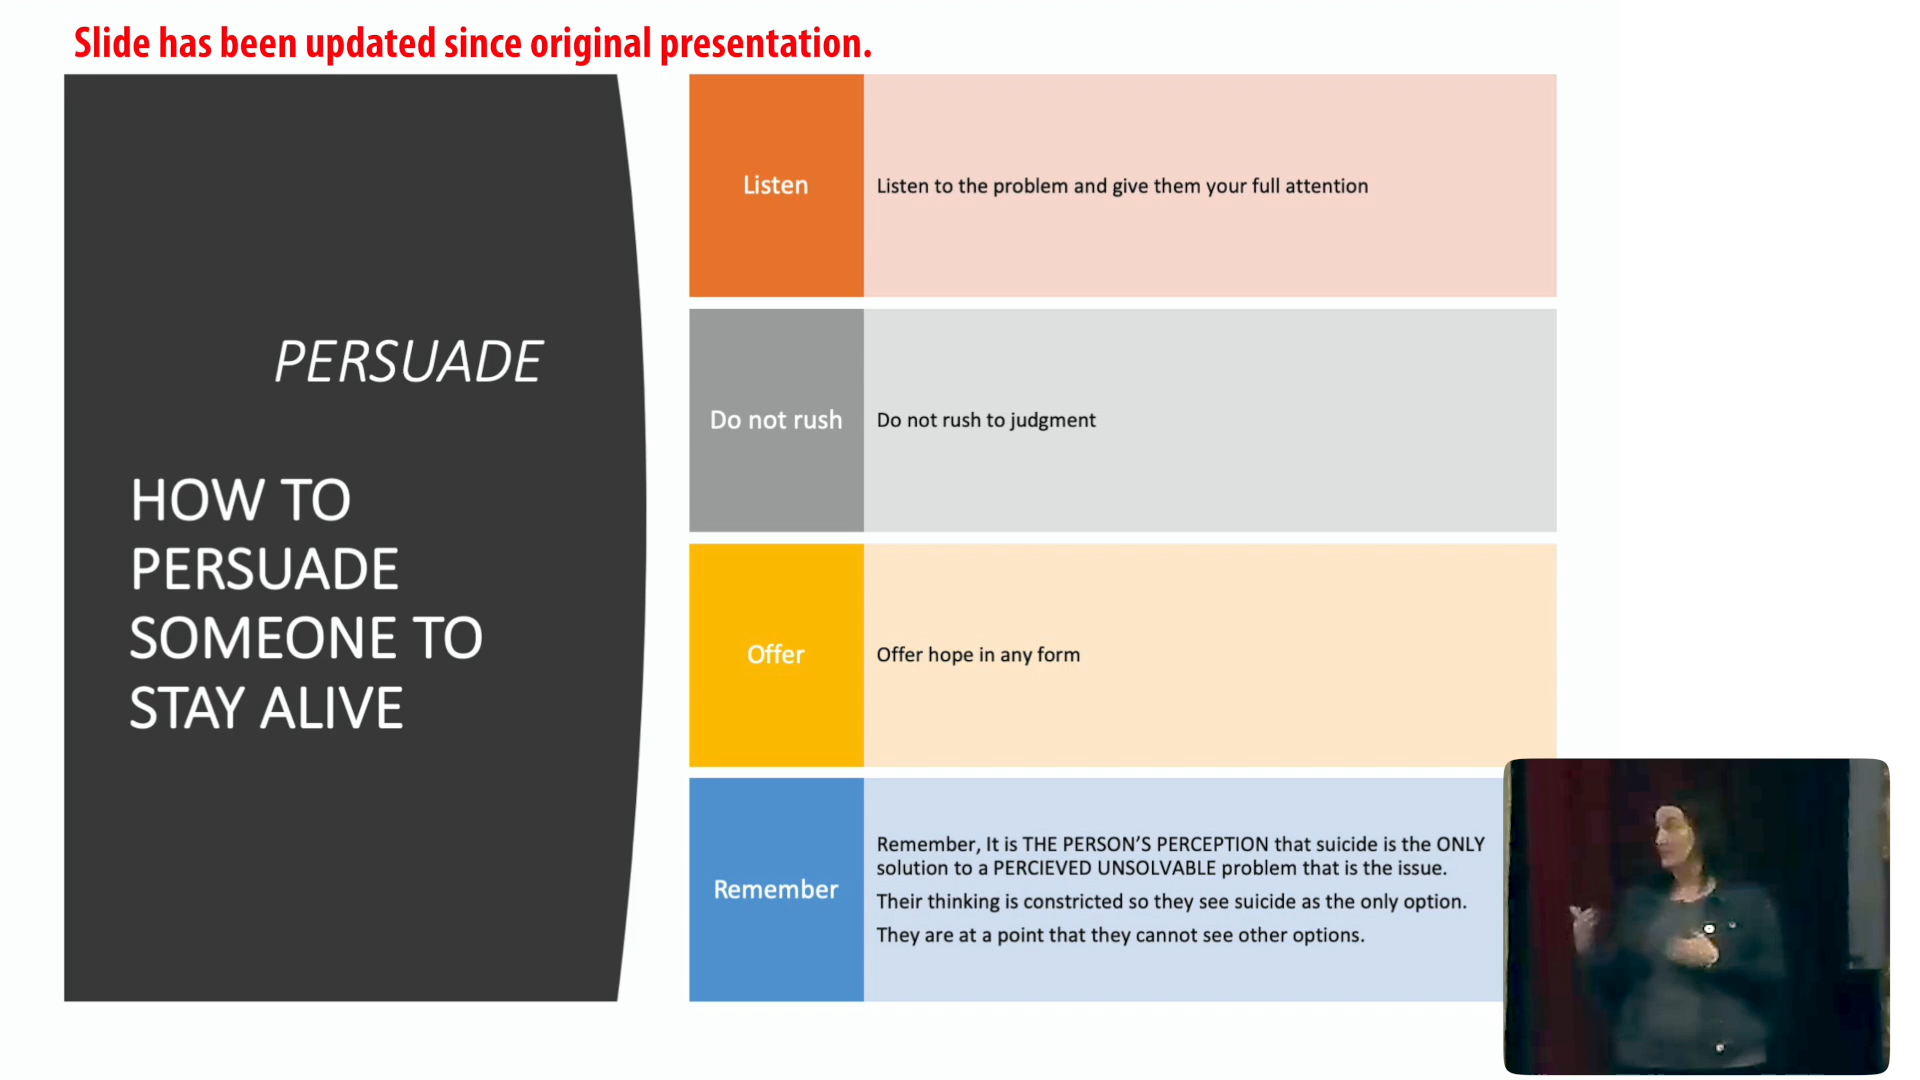 Slide has been updated since original presentation.
PERSUADE
HOW TO
PERSUADE
SOMEONE TO
STAY ALIVE
Listen
Listen to the problem and give them your full attention
Do not rush
Do not rush to judgment
Offer
Offer hope in any form
Remember
Remember, It is THE PERSON’S PERCEPTION that suicide is the ONLY
solution to a PERCIEVED UNSOLVABLE problem that is the issue.
Their thinking is constricted so they see suicide as the only option.
They are at a point that they cannot see other options.